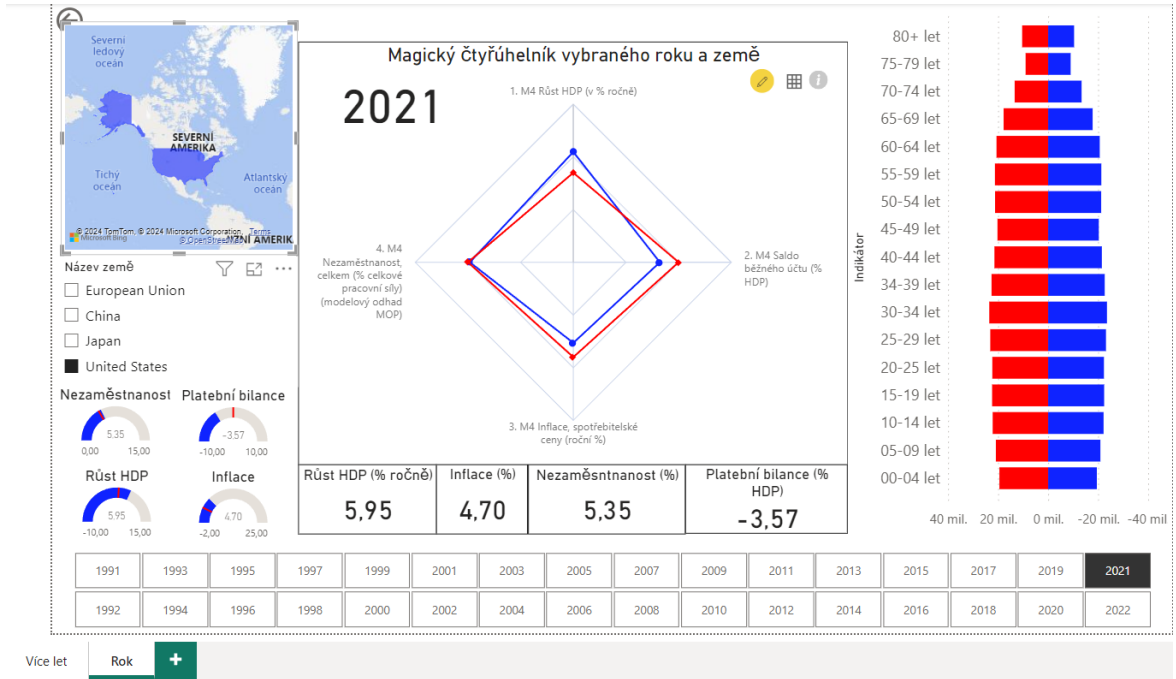 Severní
ledový
oceán
SEVERNÍ
AMERIKA
Tichý
oceán
Atlantský
oceán
© 2024 TomTom, © 2024 Microsoft Corporation, Terms
Microsoft Bing
© OpenStreetMap
JIŽNÍ AMERIK
Název země
European Union
China
Japan
United States
Nezaměstnanost
5.35
0,00
15,00
Platební bilance
-3.57
-10,00
10,00
Růst HDP
5.95
-10,00
15,00
Inflace
4.70
-2,00
25,00
Magický čtyřúhelník vybraného roku a země
2021
1. M4 Růst HDP (v % ročně)
2. M4 Saldo
běžného účtu (%
HDP)
3. M4 Inflace, spotřebitelské
ceny (roční %)
4. M4
Nezaměstnanost,
celkem (% celkové
pracovní síly)
(modelový odhad
MOP)
Růst HDP (% ročně)
5,95
Inflace (%)
4,70
Nezaměsntnanost (%)
5,35
Platební bilance (%
HDP)
-3,57
Indikátor
80+ let
75-79 let
70-74 let
65-69 let
60-64 let
55-59 let
50-54 let
45-49 let
40-44 let
34-39 let
30-34 let
25-29 let
20-25 let
15-19 let
10-14 let
05-09 let
00-04 let
40 mil. 20 mil. 0 mil. -20 mil. -40 mil
1991 1993 1995 1997 1999 2001 2003 2005 2007 2009 2011 2013 2015 2017 2019 2021
1992 1994 1996 1998 2000 2002 2004 2006 2008 2010 2012 2014 2016 2018 2020 2022
Více let
Rok